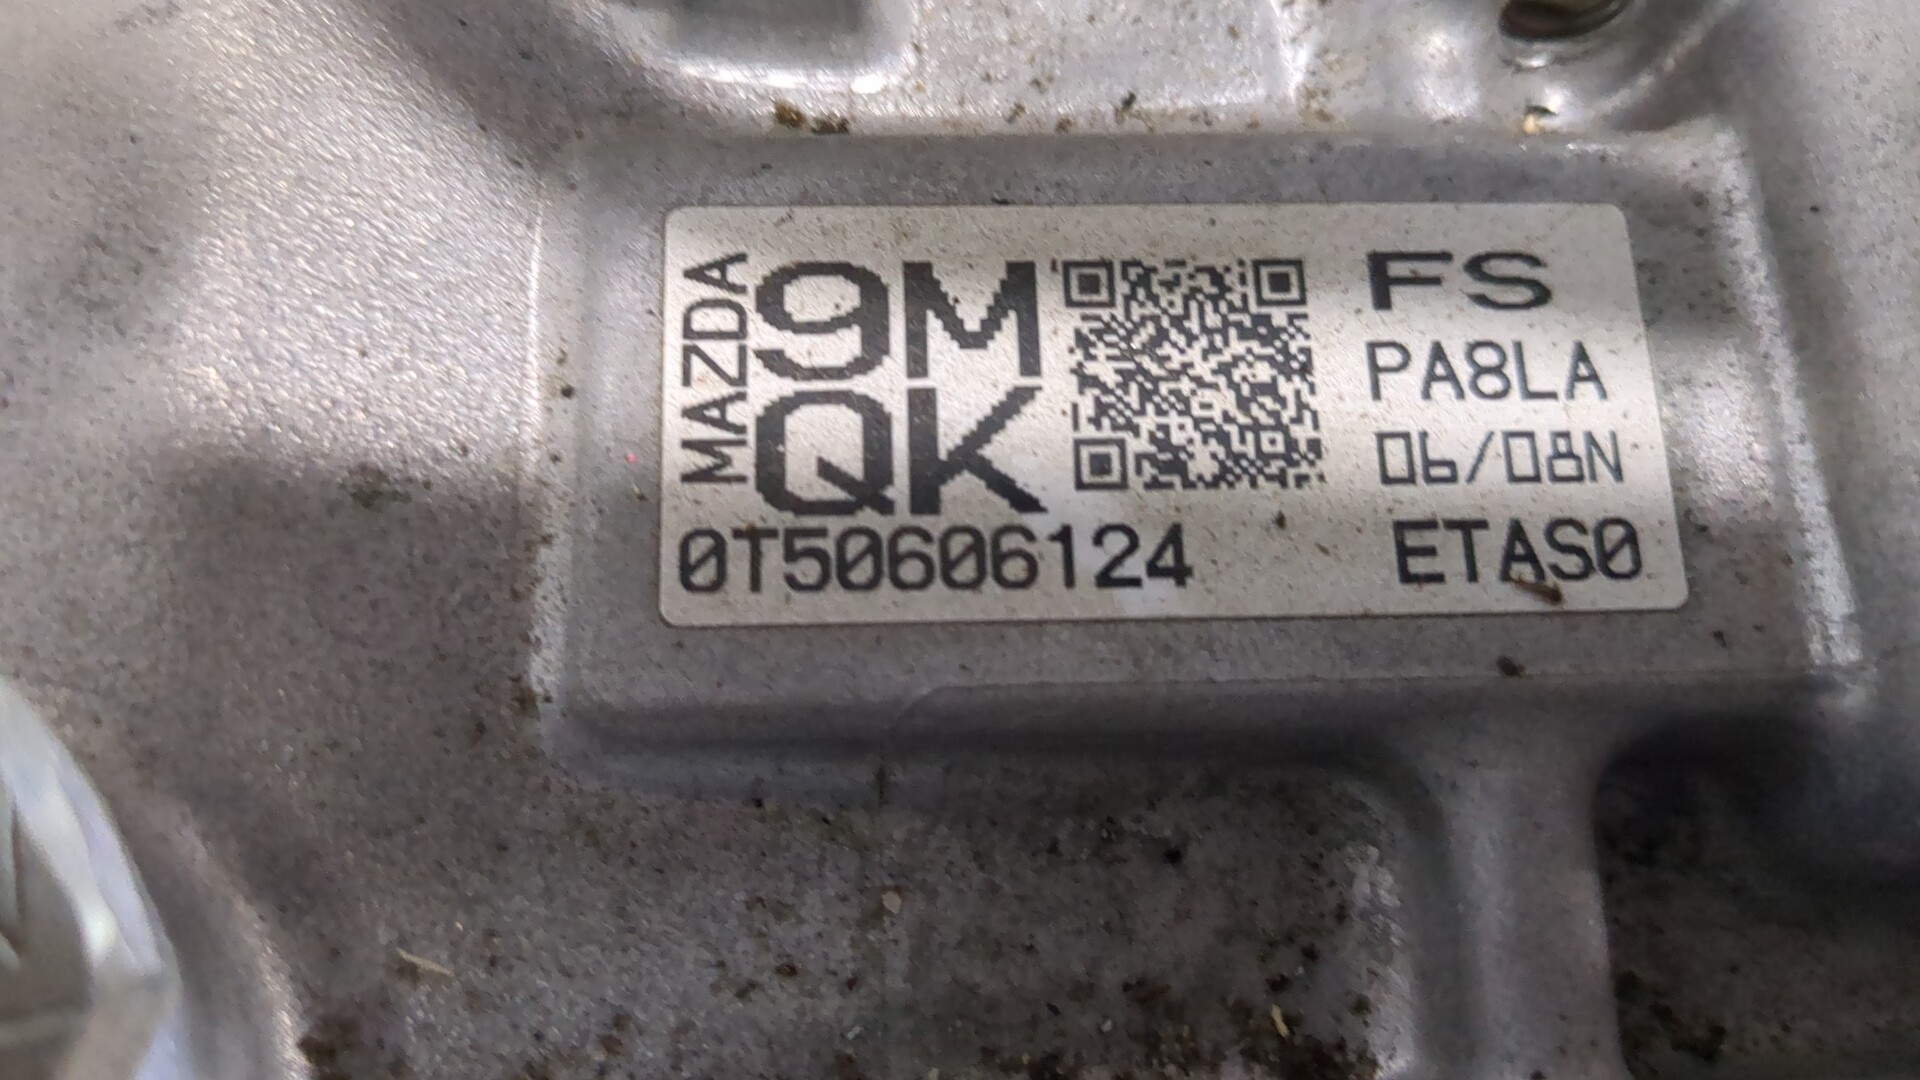 MAZDA
9M
QK
0T50606124
FS
PA8LA
06/08N
ETAS0